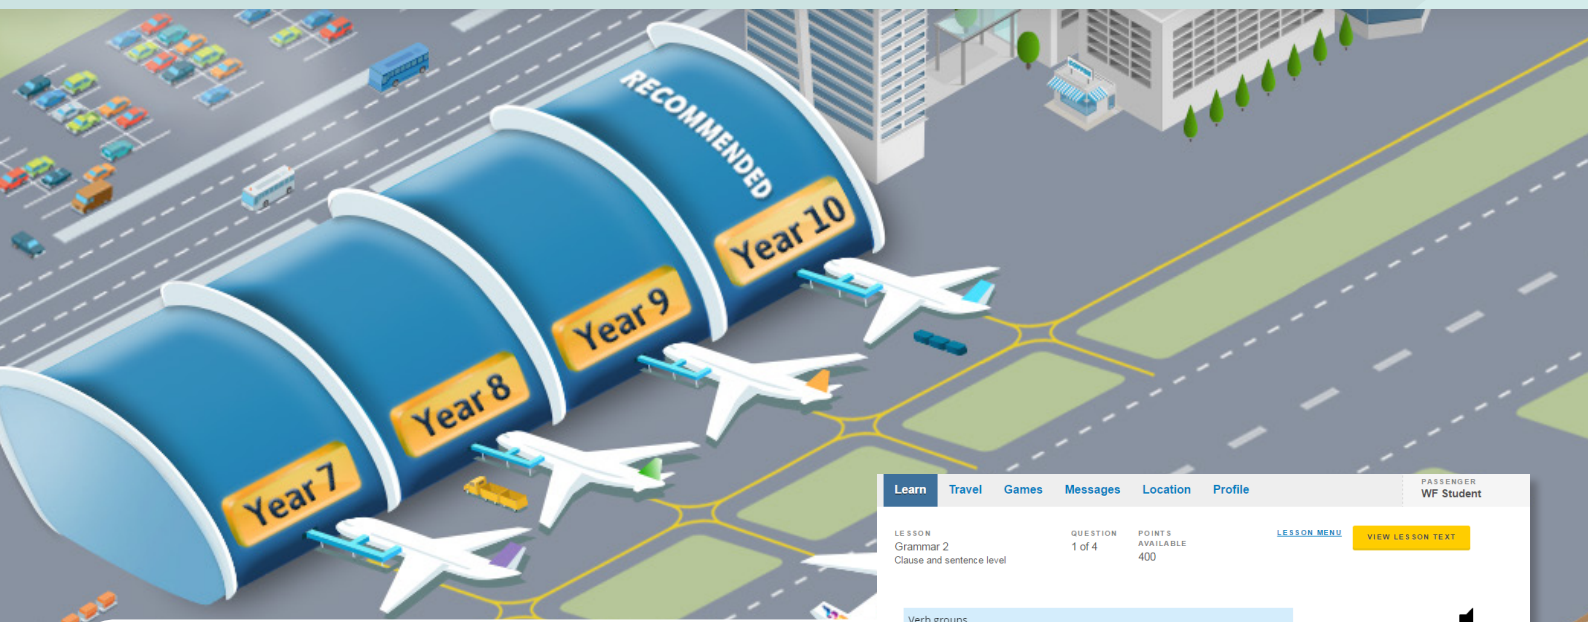 RECOMMENDED
Year 10
Year 9
Year 8
Year 7
COFFEE
Learn Travel Games Messages Location Profile
PASSENGER
WF Student
LESSON
Grammar 2
Clause and sentence level
QUESTION
1 of 4
POINTS
AVAILABLE
400
LESSON MENU
VIEW LESSON TEXT
Verb groups